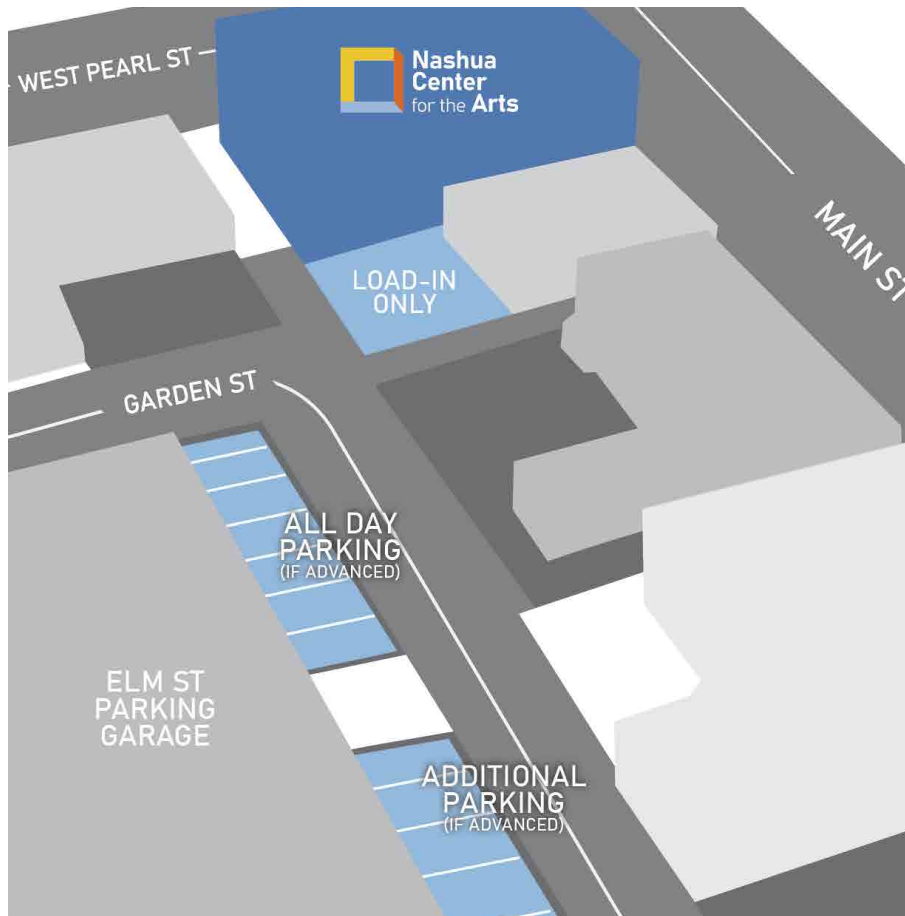 WEST PEARL ST
Nashua
Center
for the Arts
MAIN ST
LOAD-IN
ONLY
GARDEN ST
ALL DAY
PARKING
(IF ADVANCED)
ELM ST
PARKING
GARAGE
ADDITIONAL
PARKING
(IF ADVANCED)